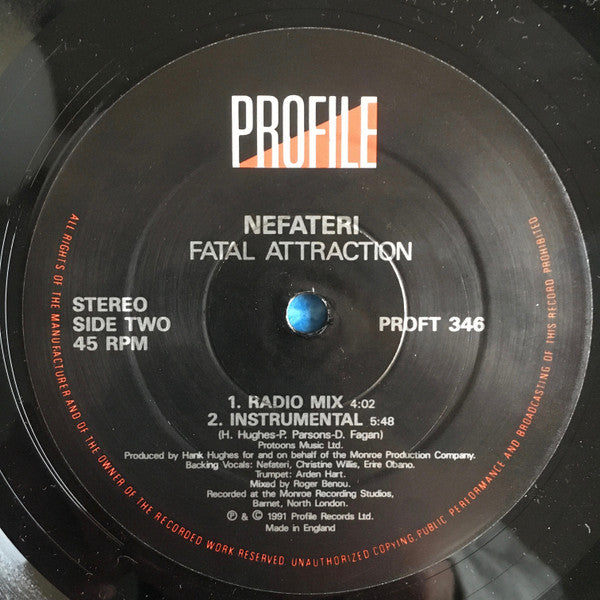 PROFILE
NEFATERI
FATAL ATTRACTION
STEREO
SIDE TWO
45 RPM
PROFT 346
1. RADIO MIX 4:02
2. INSTRUMENTAL 5:48
(H. Hughes-P. Parsons-D. Fagan)
Protoons Music Ltd.
Produced by Hank Hughes for and on behalf of the Monroe Production Company.
Backing Vocals: Nefateri, Christine Willis, Erire Obano.
Trumpet: Arden Hart.
Mixed by Roger Benou.
Recorded at the Monroe Recording Studios,
Barnet, North London.
℗ & © 1991 Profile Records Ltd.
Made in England
ALL RIGHTS OF THE MANUFACTURER AND OF THE OWNER OF THE RECORDED WORK RESERVED. UNAUTHORIZED COPYING, PUBLIC PERFORMANCE AND BROADCASTING OF THIS RECORD PROHIBITED